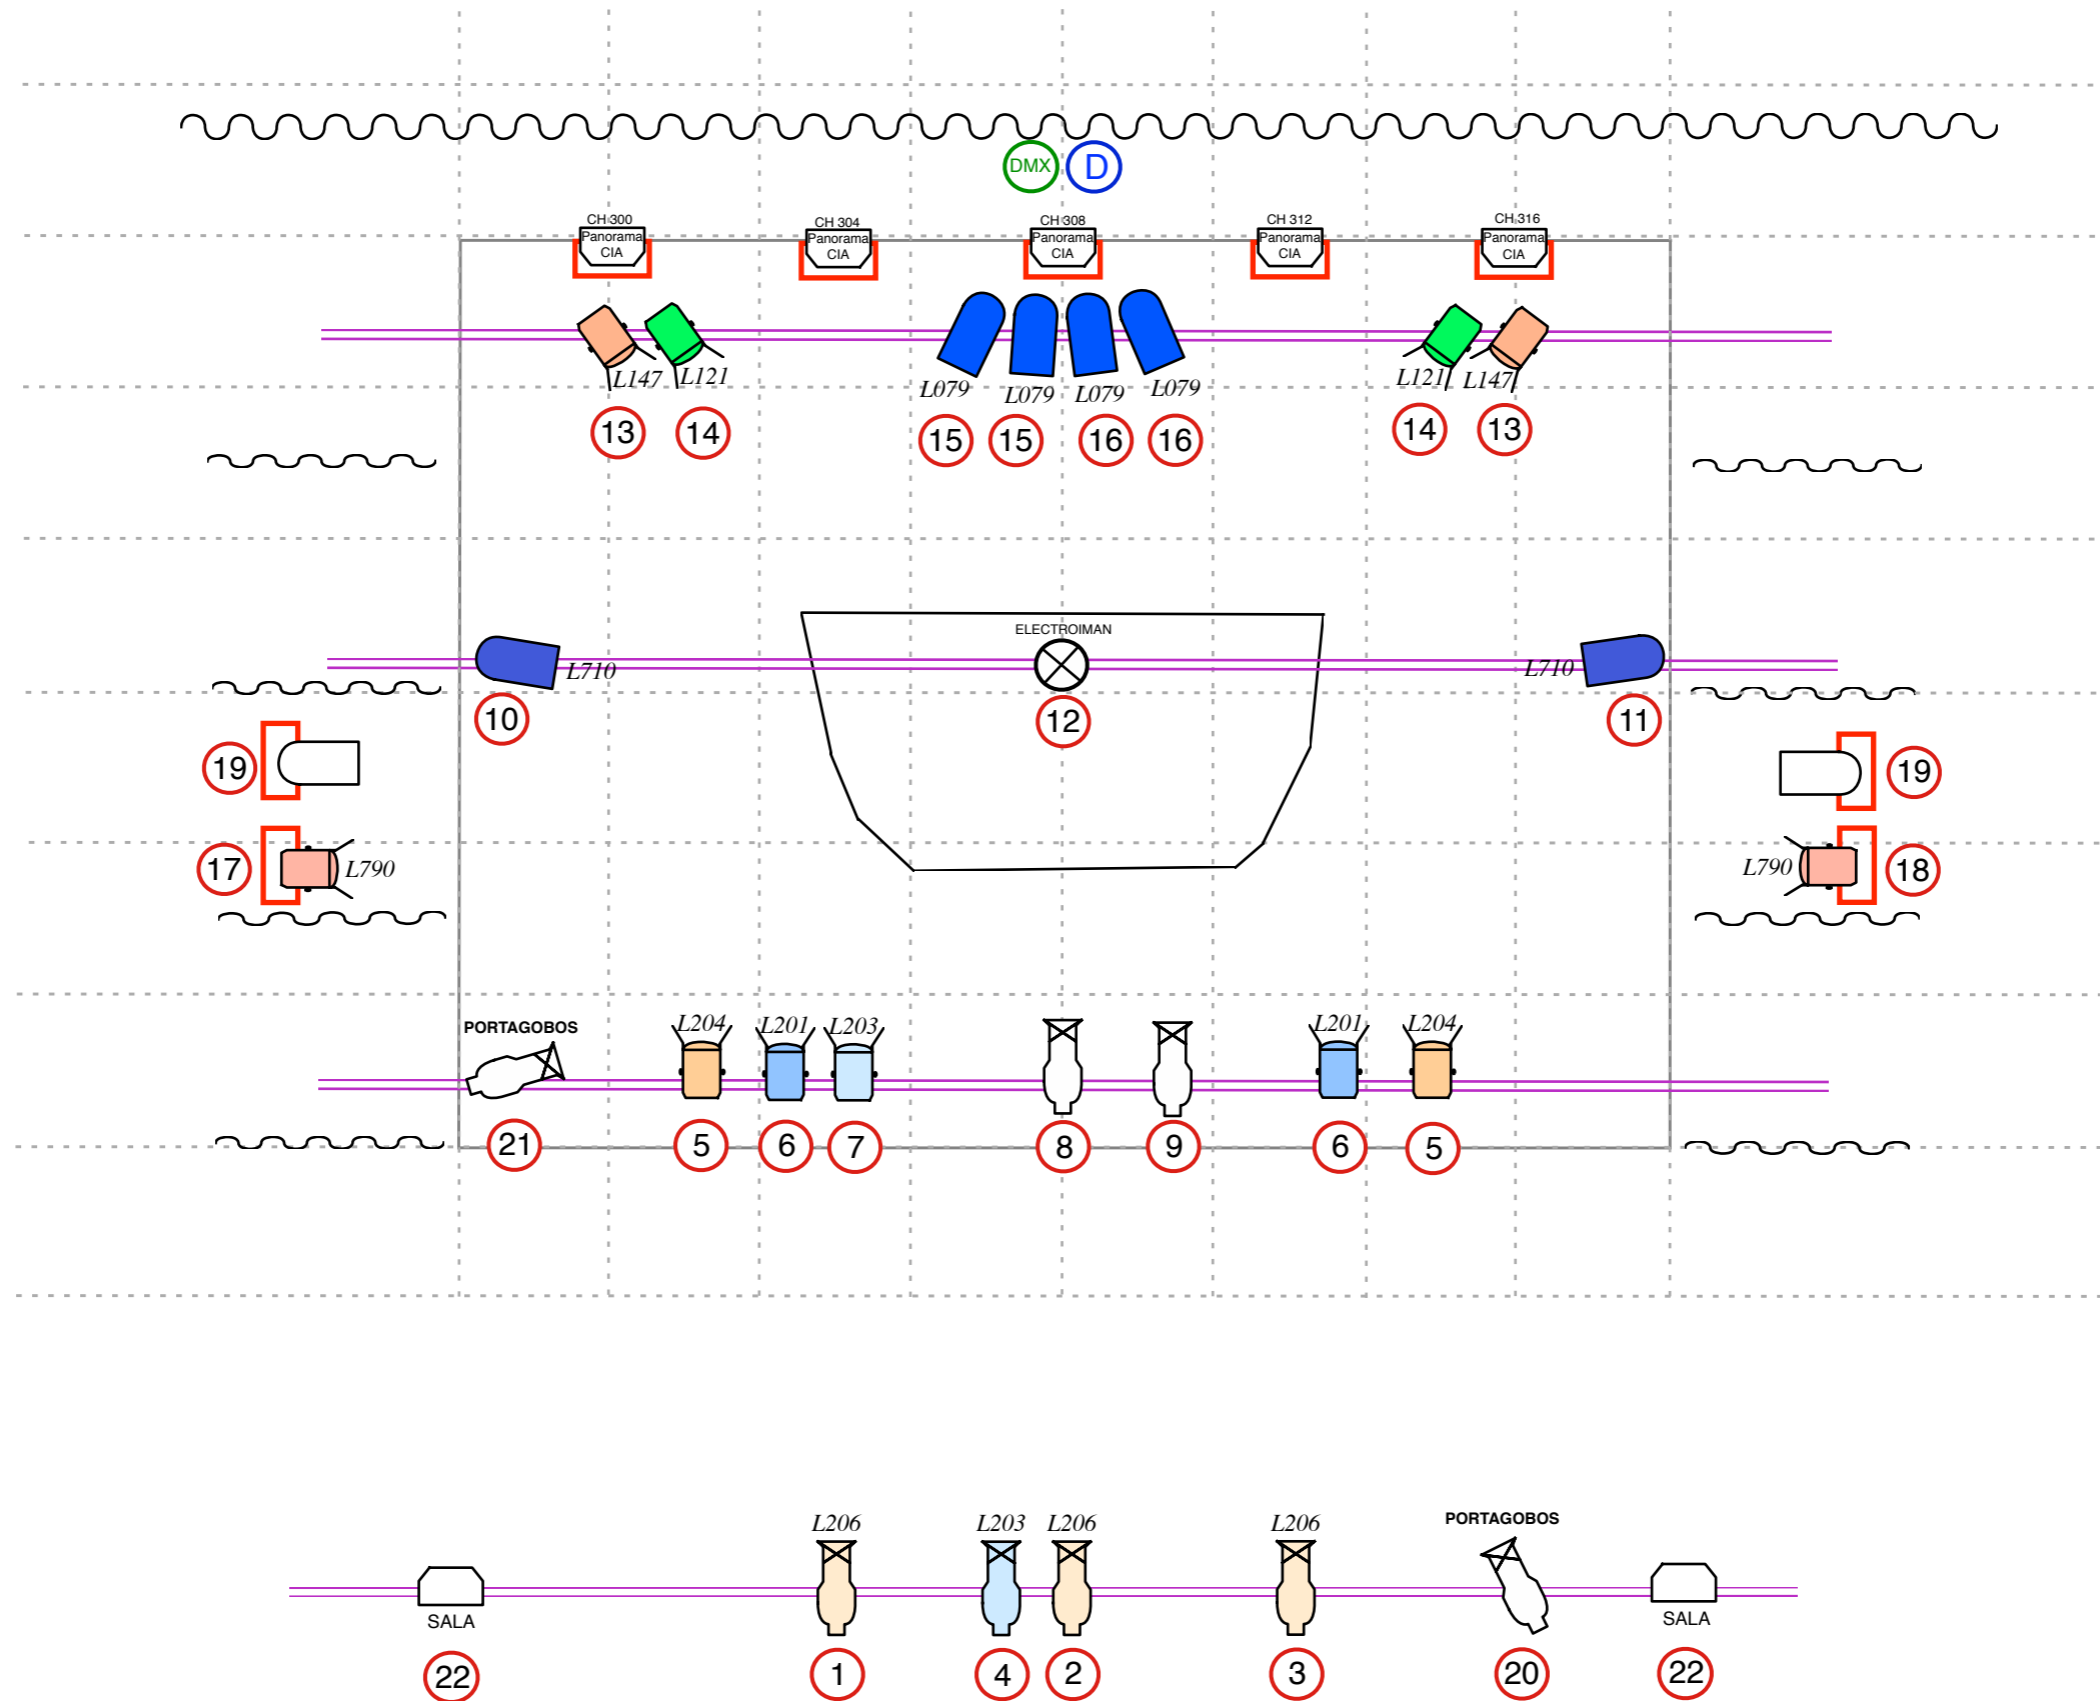 DMX D
CH 300 CH 304 CH 308 CH 312 CH 316
Panorama Panorama Panorama Panorama Panorama
CIA CIA CIA CIA CIA
L147 L121 L079 L079 L079 L079 L121 L147
13 14 15 15 16 16 14 13
ELECTROIMAN
L710 L710
10 12 11
19 19
17 L790 L790 18
PORTAGOBOS L204 L201 L203 L201 L204
21 5 6 7 8 9 6 5
L206 L203 L206 L206 PORTAGOBOS
SALA SALA
22 1 4 2 3 20 22